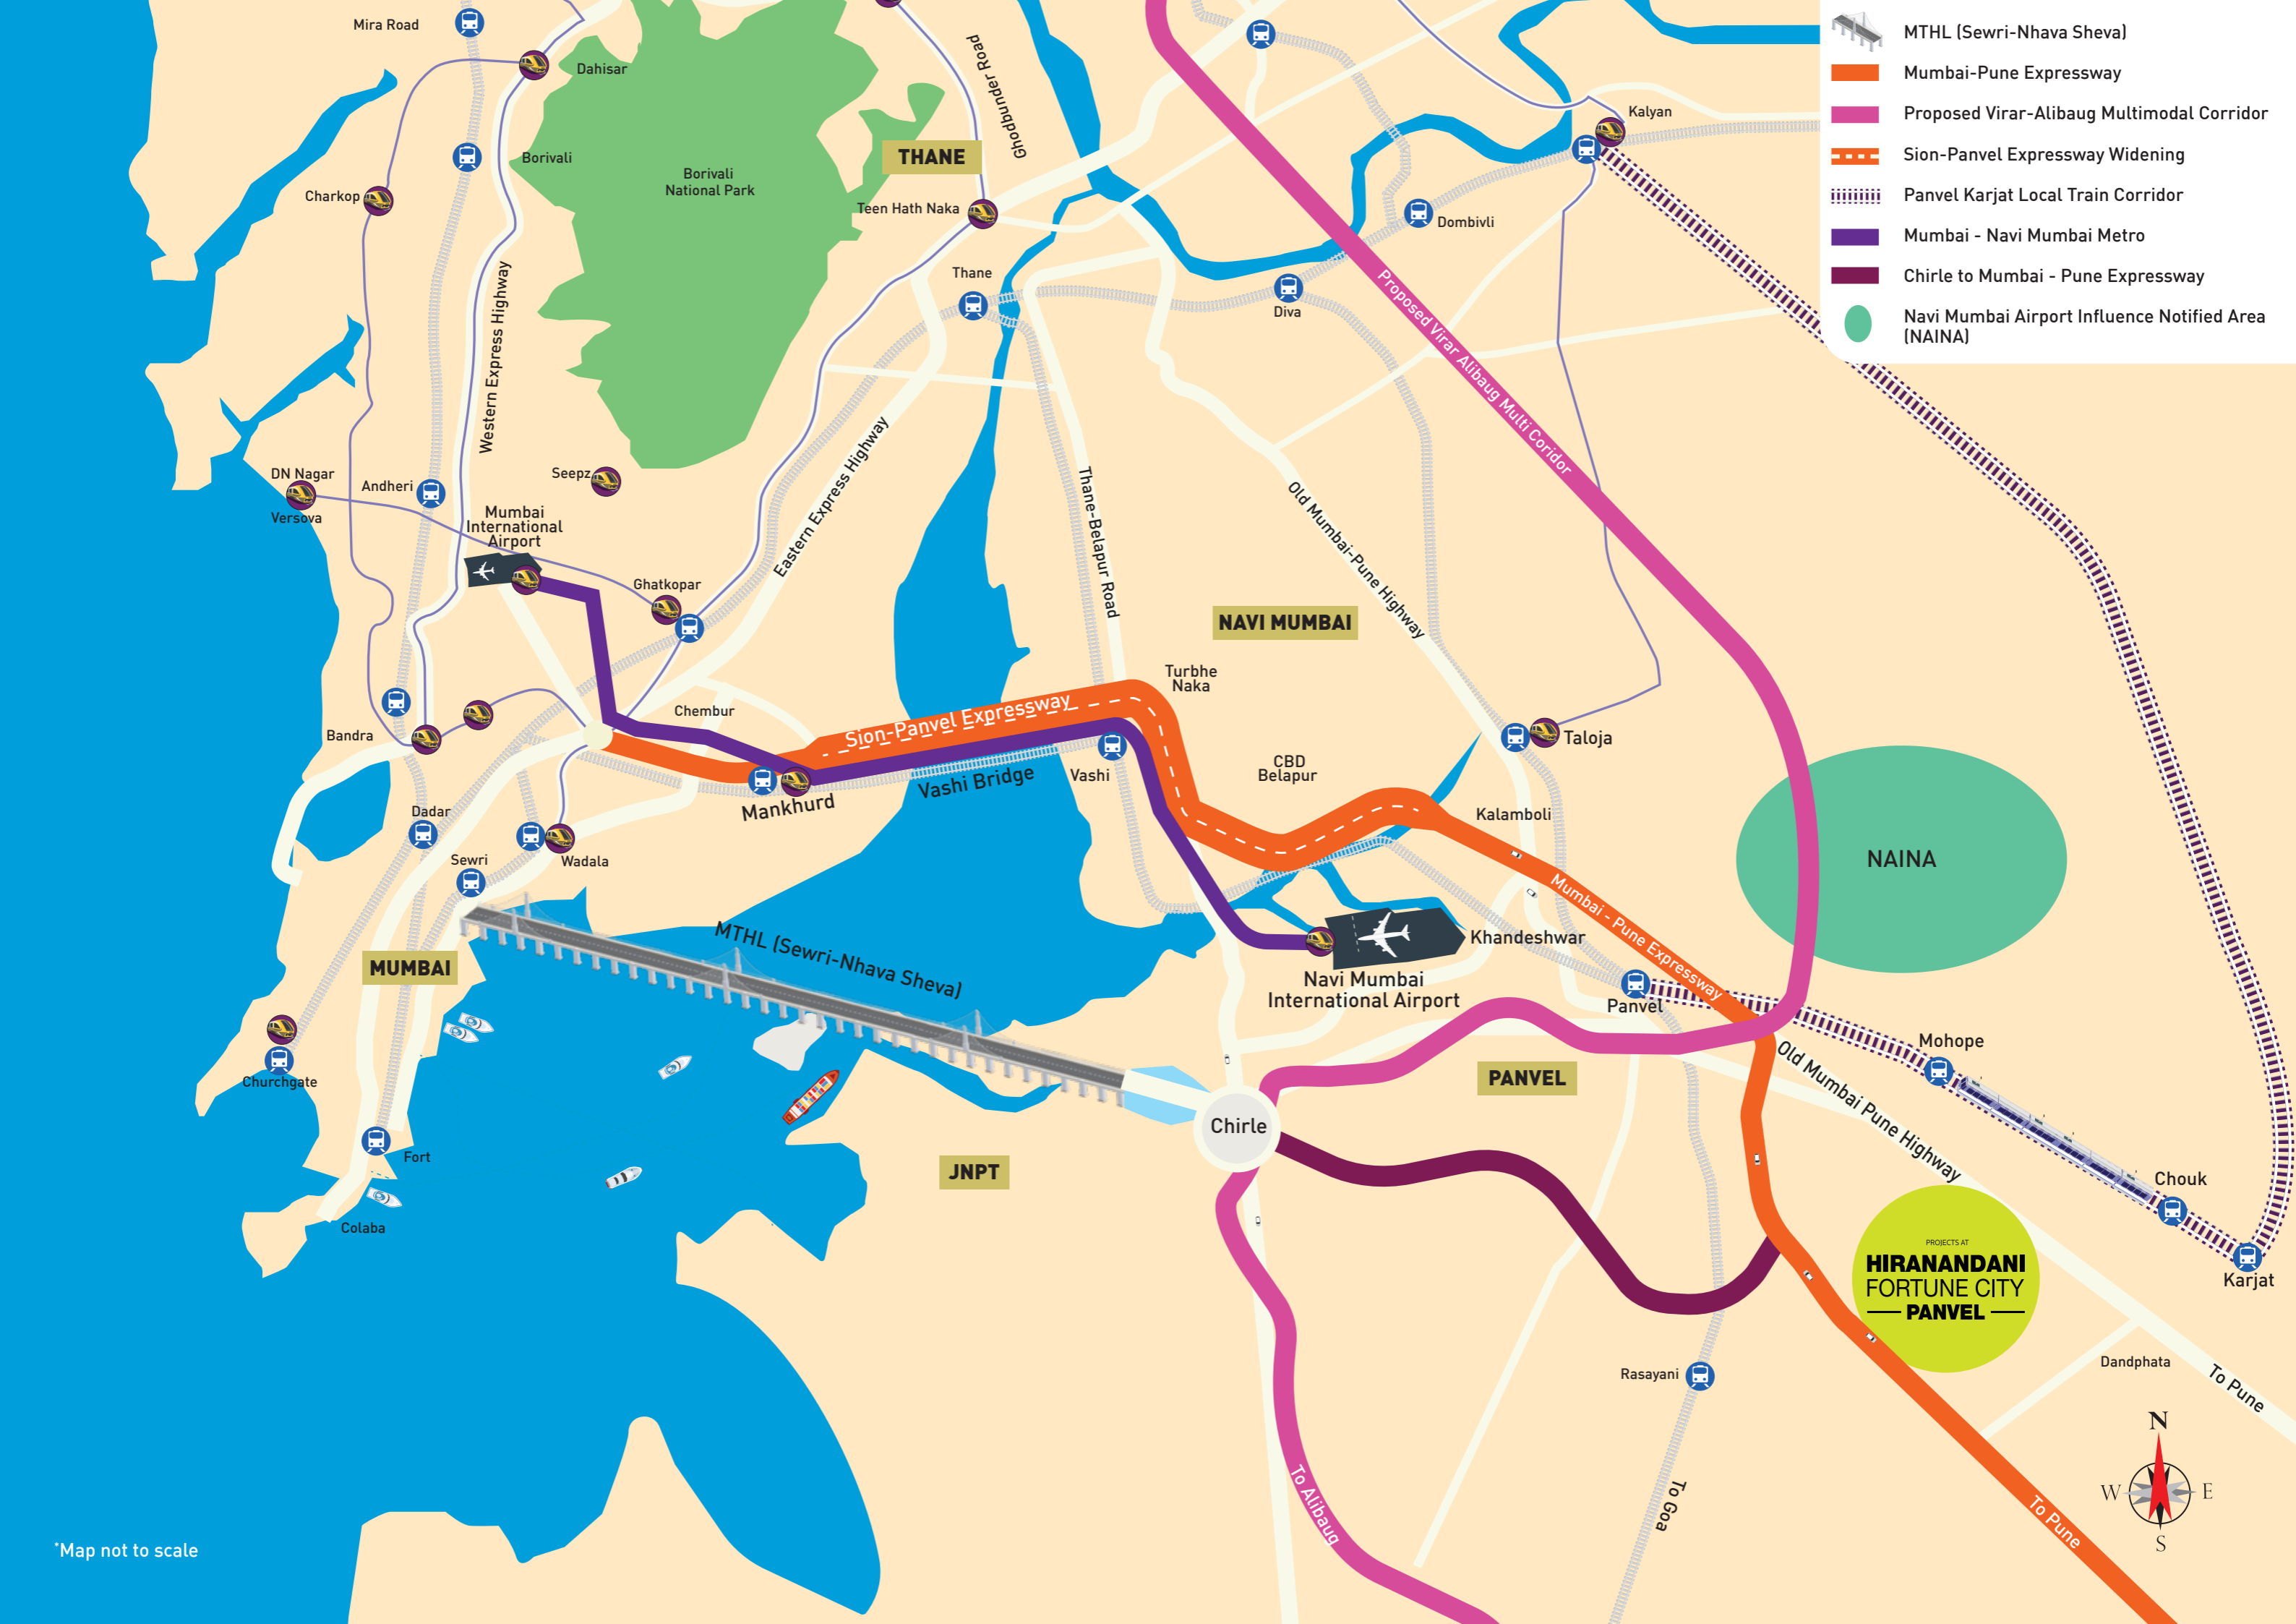 MTHL (Sewri-Nhava Sheva)
Mumbai-Pune Expressway
Proposed Virar-Alibaug Multimodal Corridor
Sion-Panvel Expressway Widening
Panvel Karjat Local Train Corridor
Mumbai - Navi Mumbai Metro
Chirle to Mumbai - Pune Expressway
Navi Mumbai Airport Influence Notified Area
(NAINA)
Mira Road
Dahisar
Ghodbunder Road
Kalyan
Borivali
THANE
Borivali
National Park
Charkop
Teen Hath Naka
Dombivli
Thane
Diva
Western Express Highway
Proposed Virar Alibaug Multi Coridor
DN Nagar
Versova
Andheri
Seepz
Mumbai
International
Airport
Eastern Express Highway
Thane-Belapur Road
Old Mumbai-Pune Highway
Ghatkopar
NAVI MUMBAI
Turbhe
Naka
Chembur
Sion-Panvel Expressway
Bandra
Taloja
CBD
Belapur
Vashi
Vashi Bridge
Mankhurd
Kalamboli
Dadar
Sewri
Wadala
NAINA
Mumbai - Pune Expressway
MTHL (Sewri-Nhava Sheva)
MUMBAI
Khandeshwar
Navi Mumbai
International Airport
Panvel
Mohope
Old Mumbai Pune Highway
Churchgate
PANVEL
Chirle
Fort
JNPT
Chouk
Colaba
PROJECTS AT
HIRANANDANI
FORTUNE CITY
PANVEL
Karjat
Rasayani
Dandphata
To Pune
To Alibaug
To Goa
To Pune
N
W
E
S
*Map not to scale